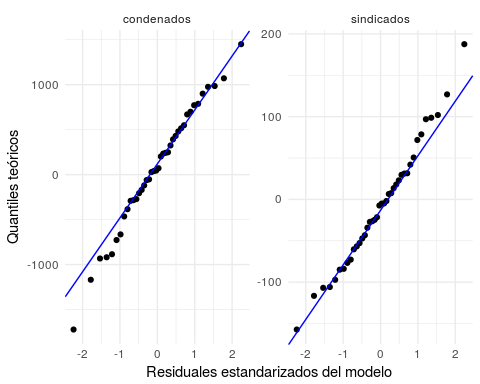 condenados
sindicados
Quantiles teóricos
1000
0
-1000
200
100
0
-100
-2 -1 0 1 2
-2 -1 0 1 2
Residuales estandarizados del modelo